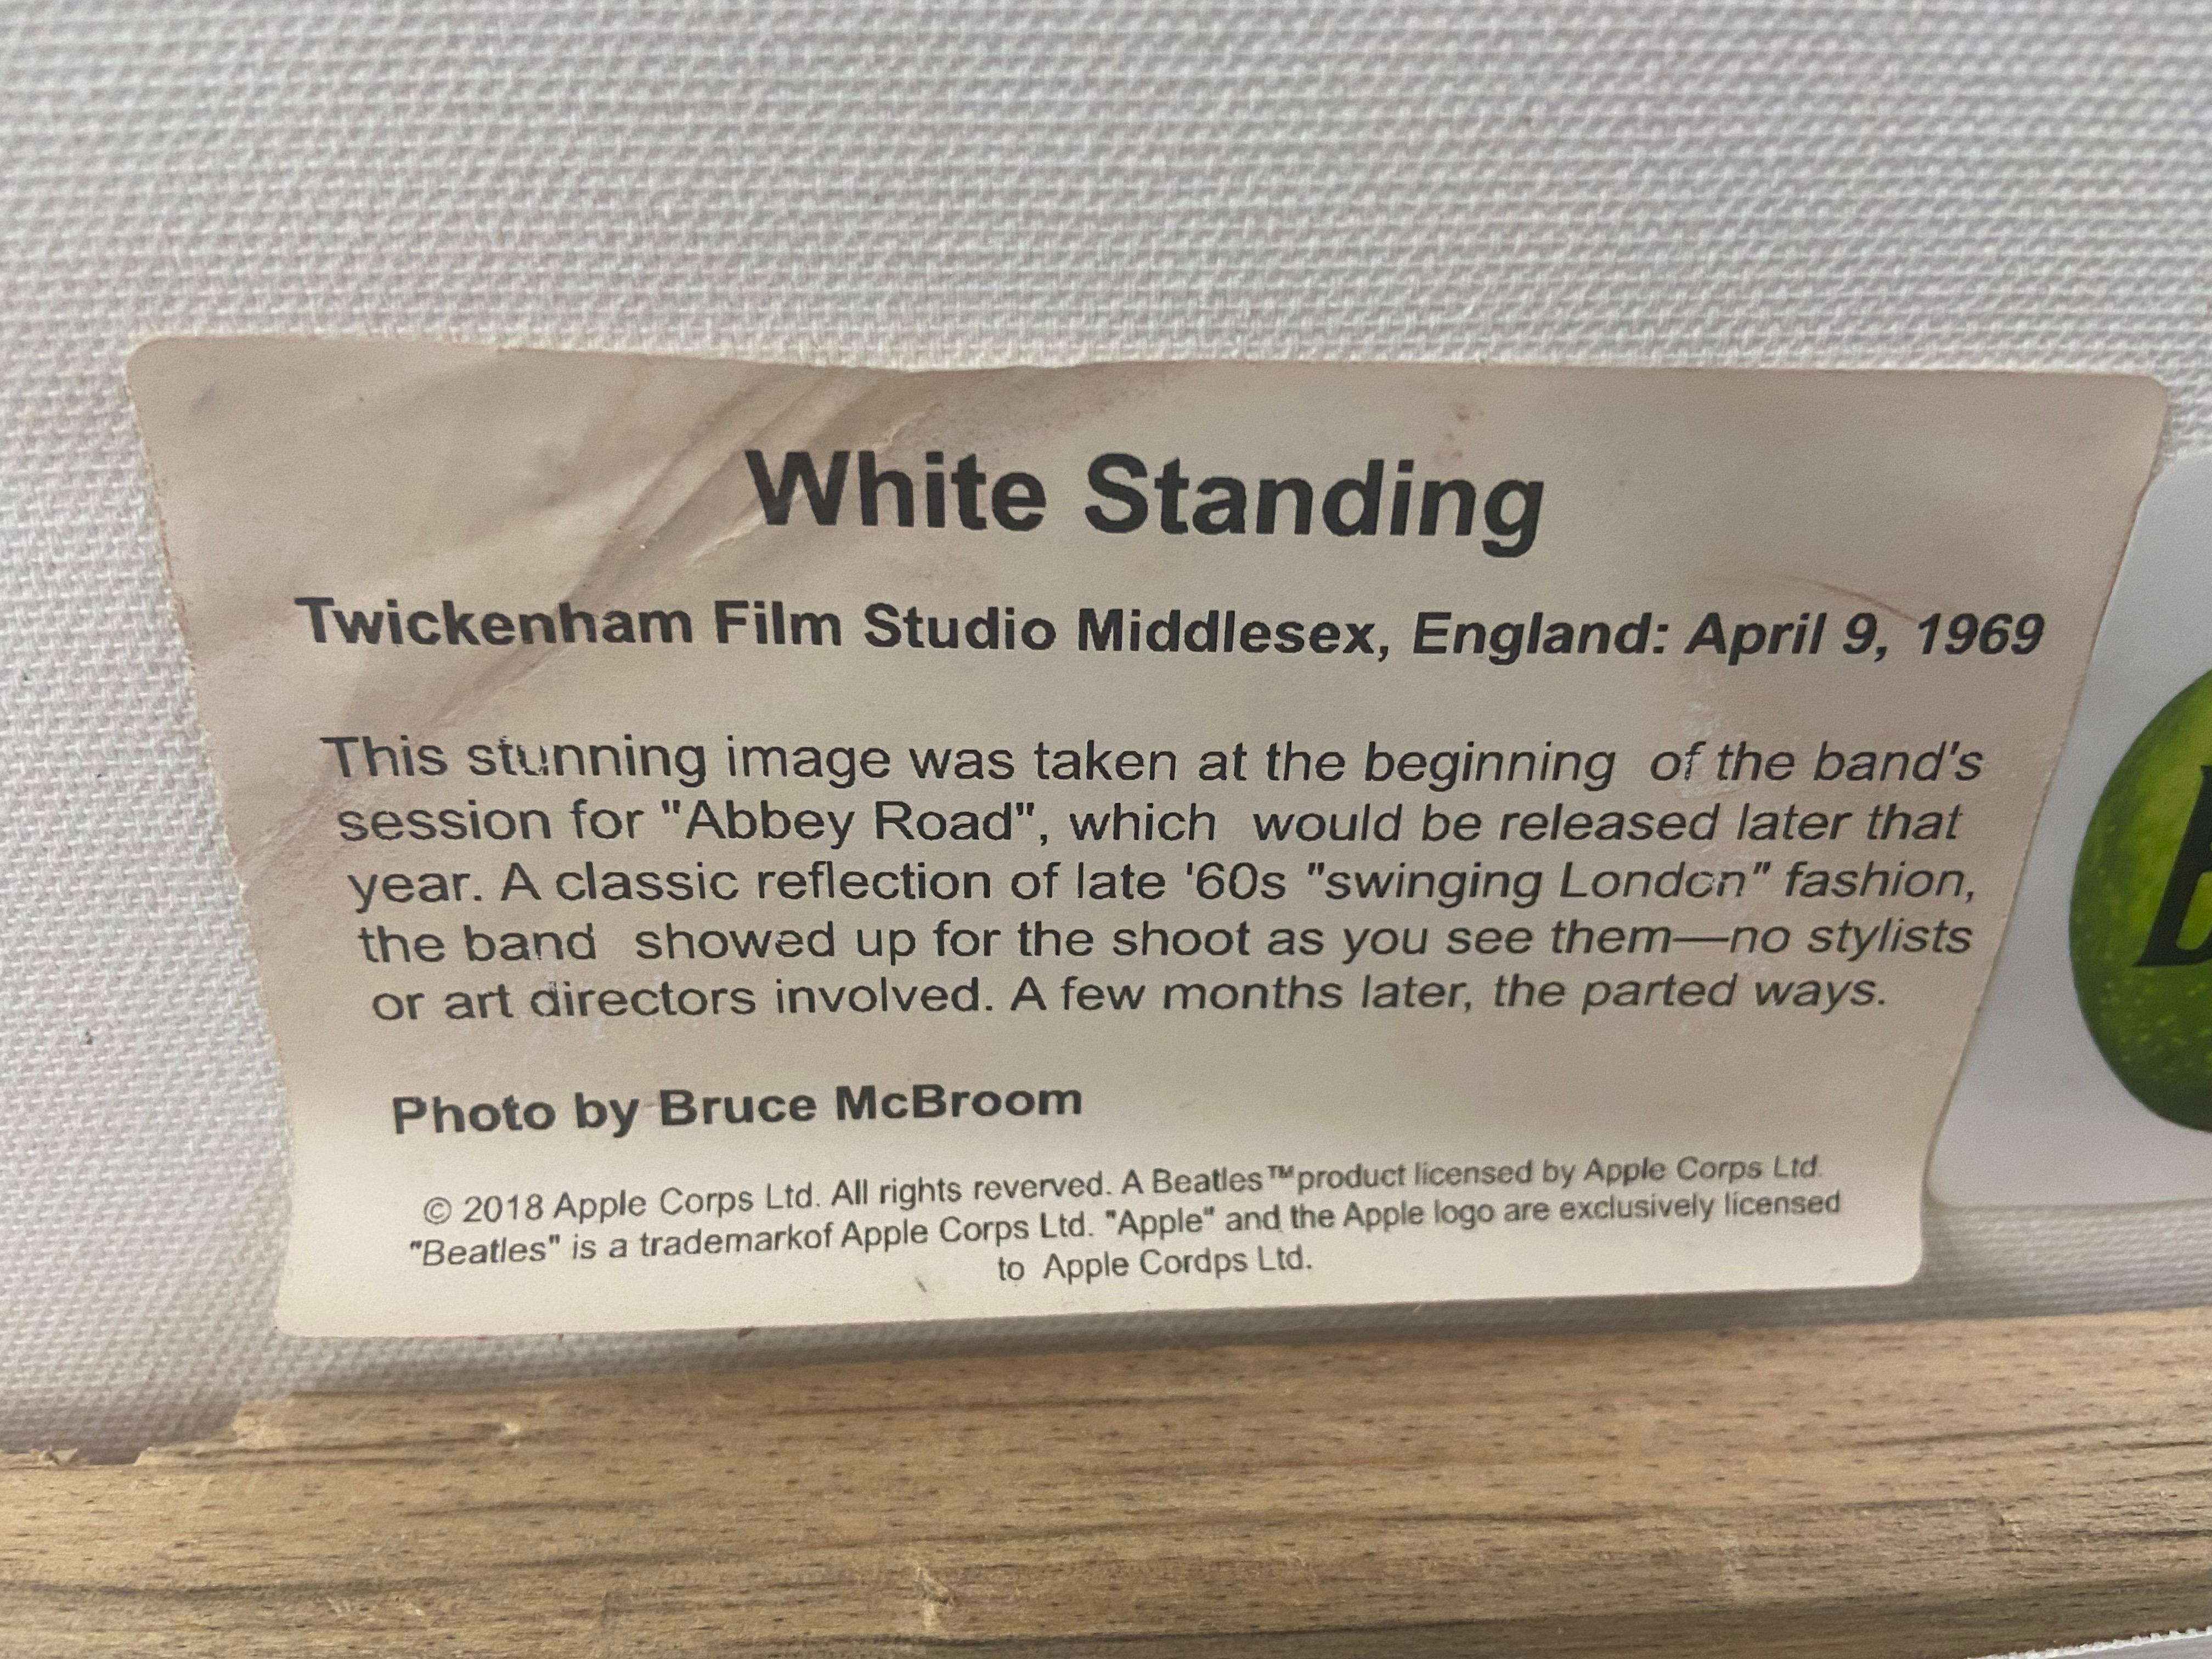 White Standing
Twickenham Film Studio Middlesex, England: April 9, 1969
This stunning image was taken at the beginning of the band's
session for "Abbey Road", which would be released later that
year. A classic reflection of late '60s "swinging London" fashion,
the band showed up for the shoot as you see them—no stylists
or art directors involved. A few months later, the parted ways.
Photo by Bruce McBroom
© 2018 Apple Corps Ltd. All rights reverved. A Beatles™product licensed by Apple Corps Ltd.
"Beatles" is a trademarkof Apple Corps Ltd. "Apple" and the Apple logo are exclusively licensed
to Apple Cordps Ltd.